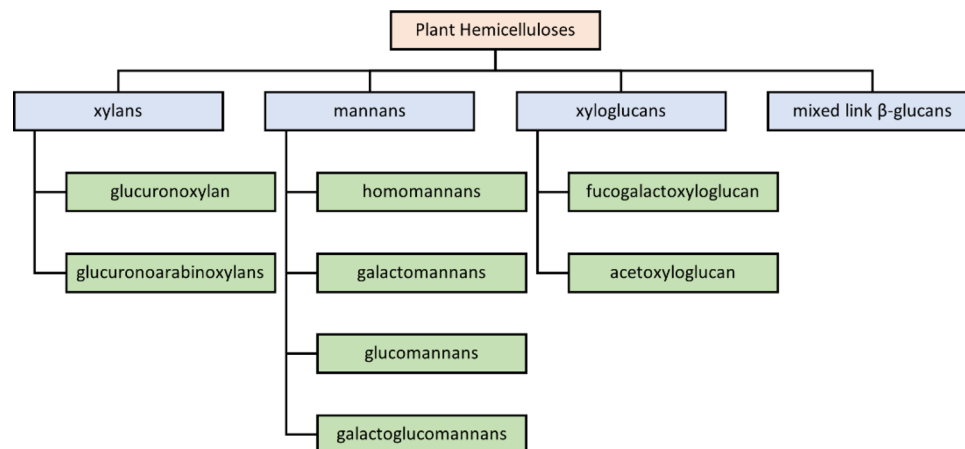 Plant Hemicelluloses
xylans
mannans
xyloglucans
mixed link β-glucans
glucuronoxylan
homomannans
fucogalactoxyloglucan
glucuronoarabinoxylans
galactomannans
acetoxyloglucan
glucomannans
galactoglucomannans